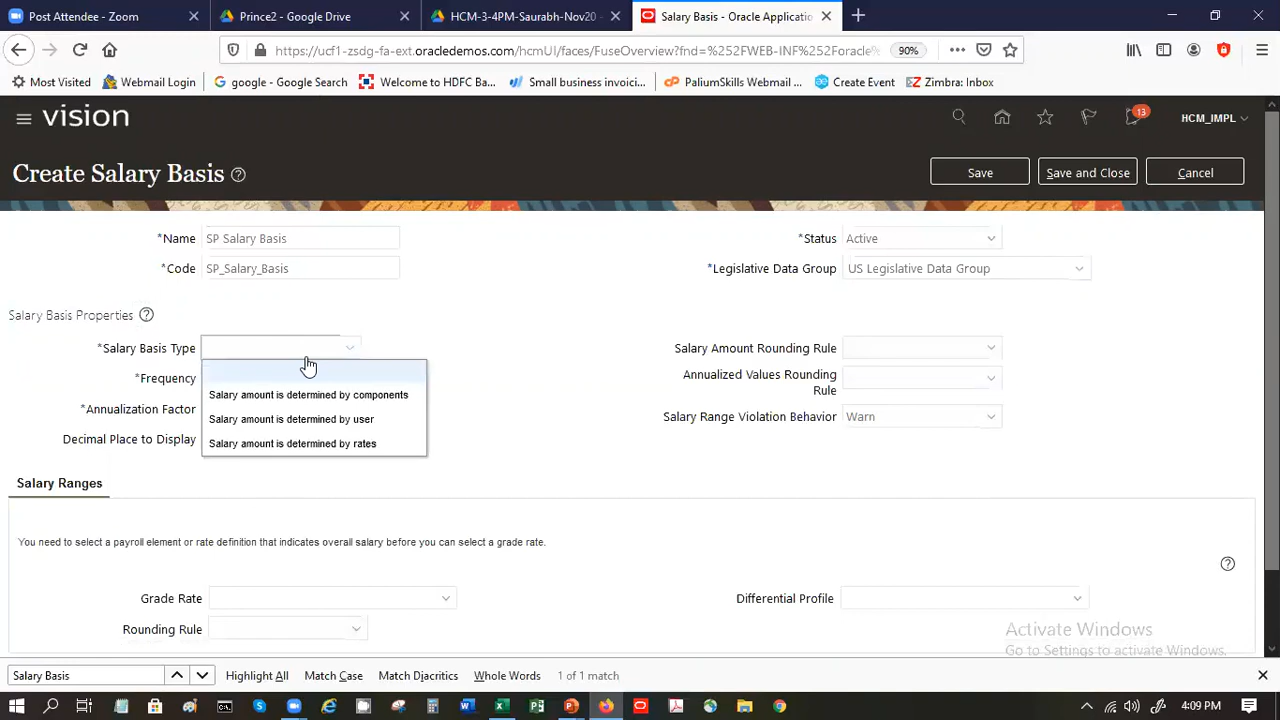 Post Attendee - Zoom
Prince2 - Google Drive
HCM-3-4PM-Saurabh-Nov20 -
Salary Basis - Oracle Applicatio
https://ucf1-zsdg-fa-ext.oracledemos.com/hcmUI/faces/FuseOverview?fnd=%252FWEB-INF%252Foracle
90%
Most Visited
Webmail Login
google - Google Search
Welcome to HDFC Ba...
Small business invoici...
PaliumSkills Webmail ...
Create Event
Zimbra: Inbox
vision
13
HCM_IMPL
Create Salary Basis
Save
Save and Close
Cancel
*Name SP Salary Basis
*Status Active
*Code SP_Salary_Basis
*Legislative Data Group US Legislative Data Group
Salary Basis Properties
*Salary Basis Type
Salary Amount Rounding Rule
*Frequency
Annualized Values Rounding
Rule
Salary amount is determined by components
*Annualization Factor
Salary amount is determined by user
Salary Range Violation Behavior Warn
Decimal Place to Display
Salary amount is determined by rates
Salary Ranges
You need to select a payroll element or rate definition that indicates overall salary before you can select a grade rate.
Grade Rate
Differential Profile
Rounding Rule
Activate Windows
Go to Settings to activate Windows.
Salary Basis
Highlight All
Match Case
Match Diacritics
Whole Words
1 of 1 match
4:09 PM